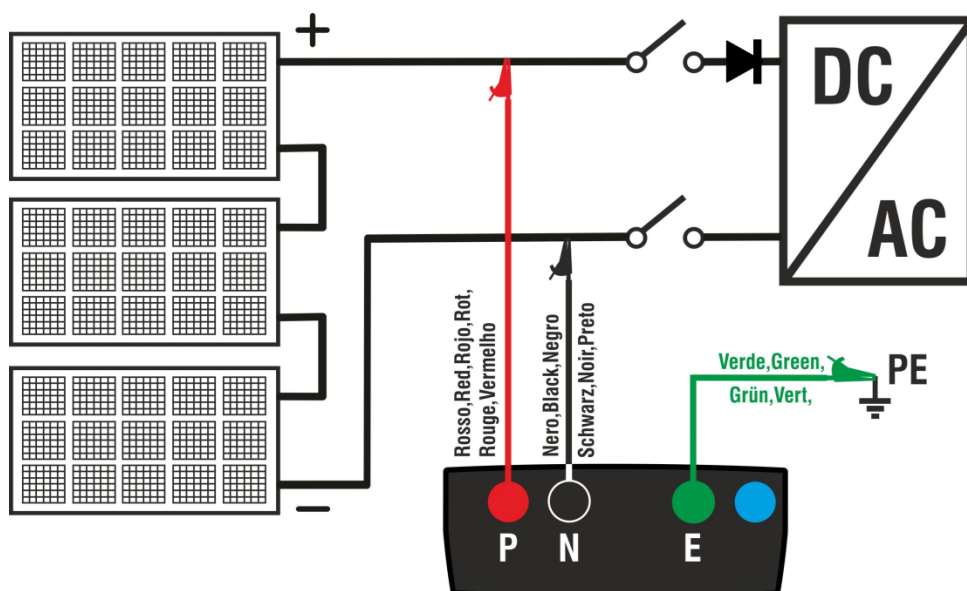 +
DC
AC
Rosso,Red,Rojo,Rot,
Rouge,Vermelho
Nero,Black,Negro
Schwarz,Noir,Preto
Verde,Green,
Grün,Vert,
PE
−
P
N
E